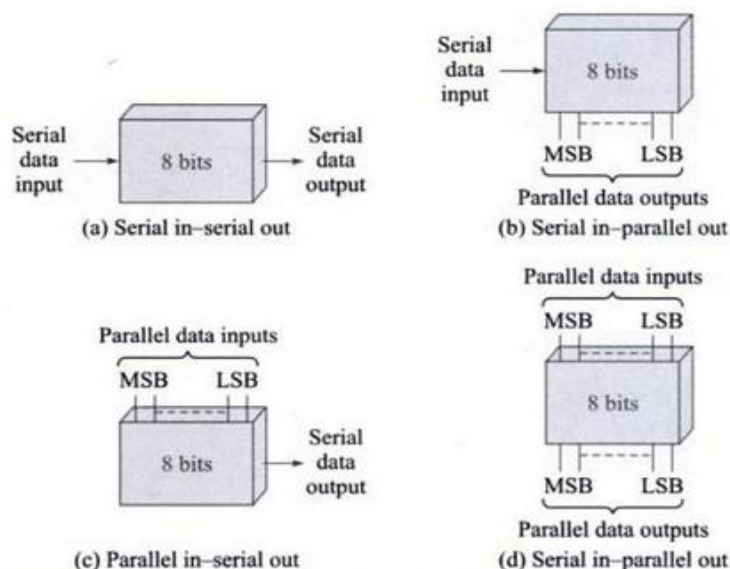 Serial
data
input
8 bits
Serial
data
output
(a) Serial in–serial out
Serial
data
input
8 bits
MSB LSB
Parallel data outputs
(b) Serial in–parallel out
Parallel data inputs
MSB LSB
8 bits
Serial
data
output
(c) Parallel in–serial out
Parallel data inputs
MSB LSB
8 bits
MSB LSB
Parallel data outputs
(d) Serial in–parallel out